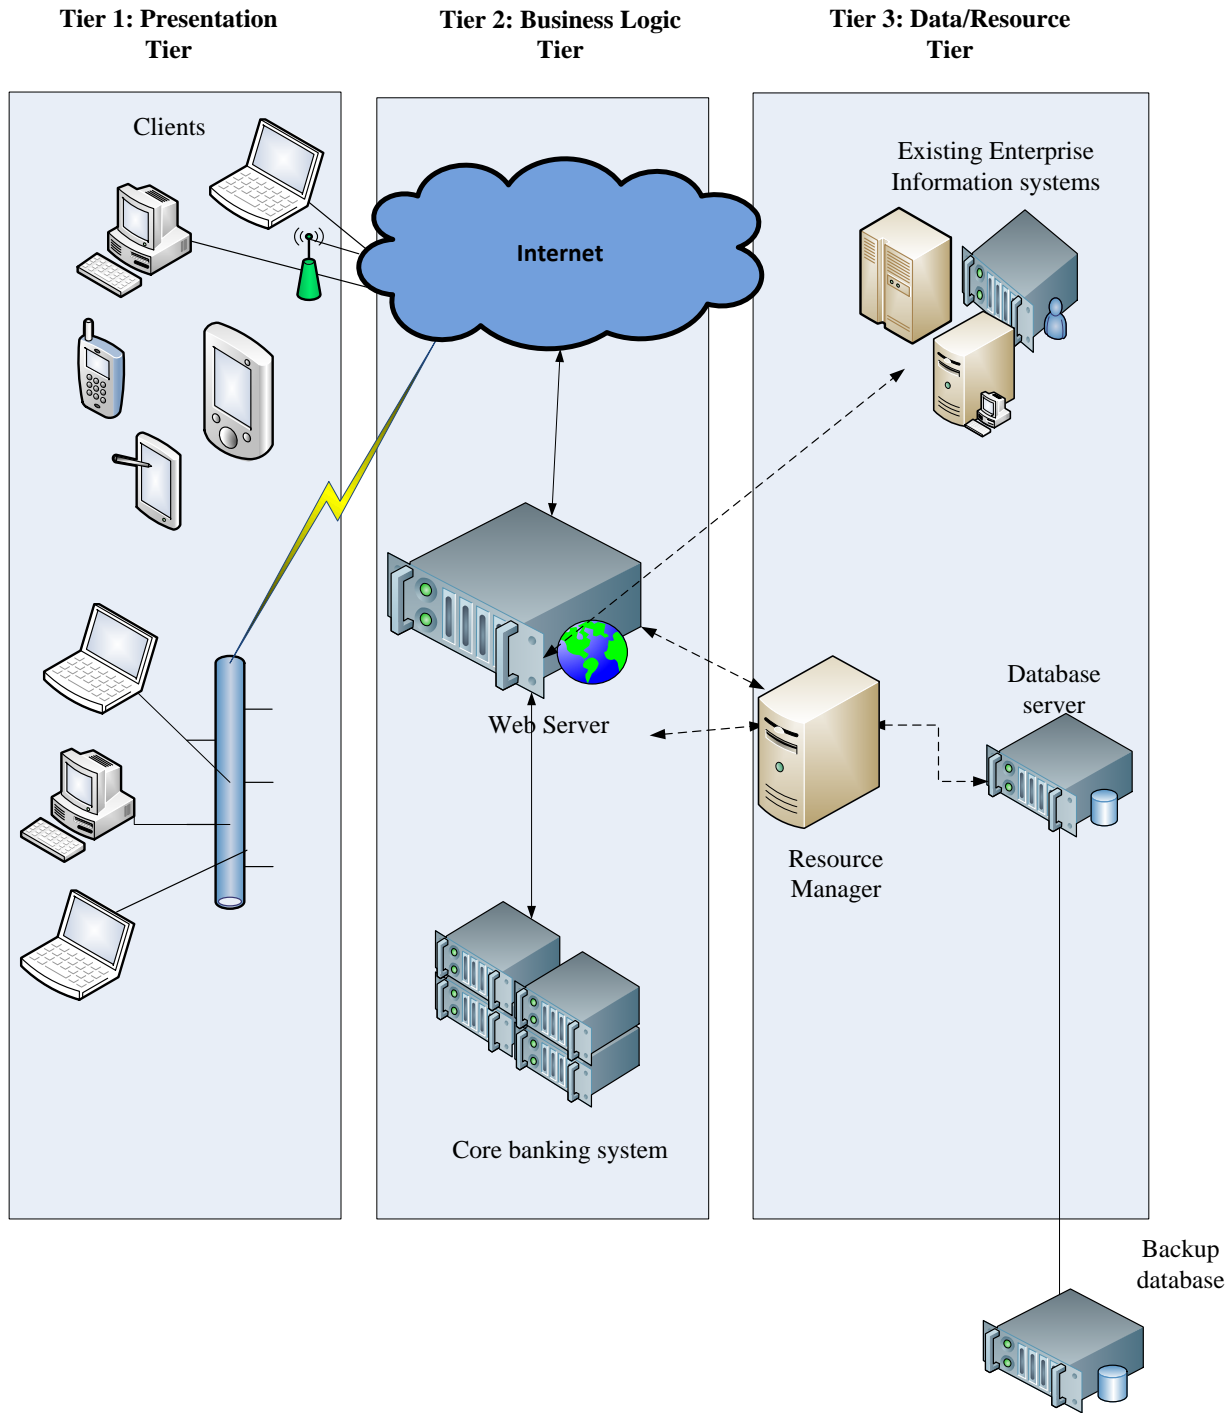 Tier 1: Presentation
Tier
Tier 2: Business Logic
Tier
Tier 3: Data/Resource
Tier
Clients
Existing Enterprise
Information systems
Internet
Web Server
Database
server
Resource
Manager
Core banking system
Backup
database